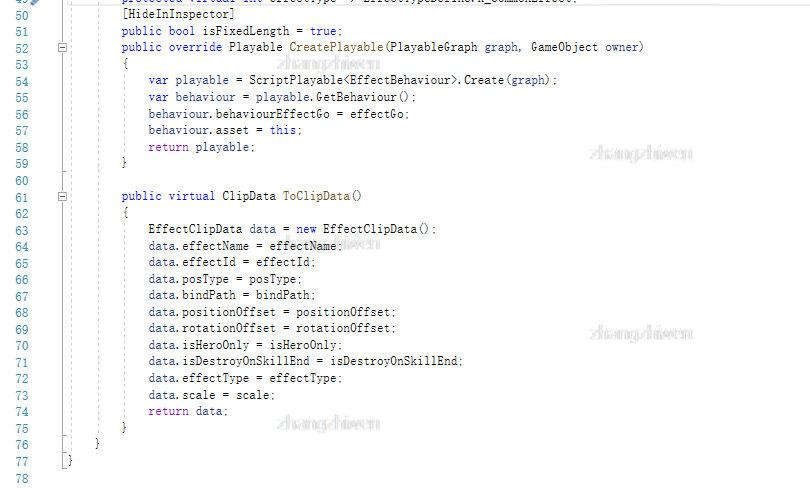 50 [HideInInspector]
51 public bool isFixedLength = true;
52 public override Playable CreatePlayable(PlayableGraph graph, GameObject owner)
53 {
54 var playable = ScriptPlayable<EffectBehaviour>.Create(graph);
55 var behaviour = playable.GetBehaviour();
56 behaviour.behaviourEffectGo = effectGo;
57 behaviour.asset = this;
58 return playable;
59 }
60
61 public virtual ClipData ToClipData()
62 {
63 EffectClipData data = new EffectClipData();
64 data.effectName = effectName;
65 data.effectId = effectId;
66 data.posType = posType;
67 data.bindPath = bindPath;
68 data.positionOffset = positionOffset;
69 data.rotationOffset = rotationOffset;
70 data.isHeroOnly = isHeroOnly;
71 data.isDestroyOnSkillEnd = isDestroyOnSkillEnd;
72 data.effectType = effectType;
73 data.scale = scale;
74 return data;
75 }
76 }
77 }
78
zhangzhiwen
zhangzhiwen
zhangzhiwen
zhangzhiwen
zhangzhiwen